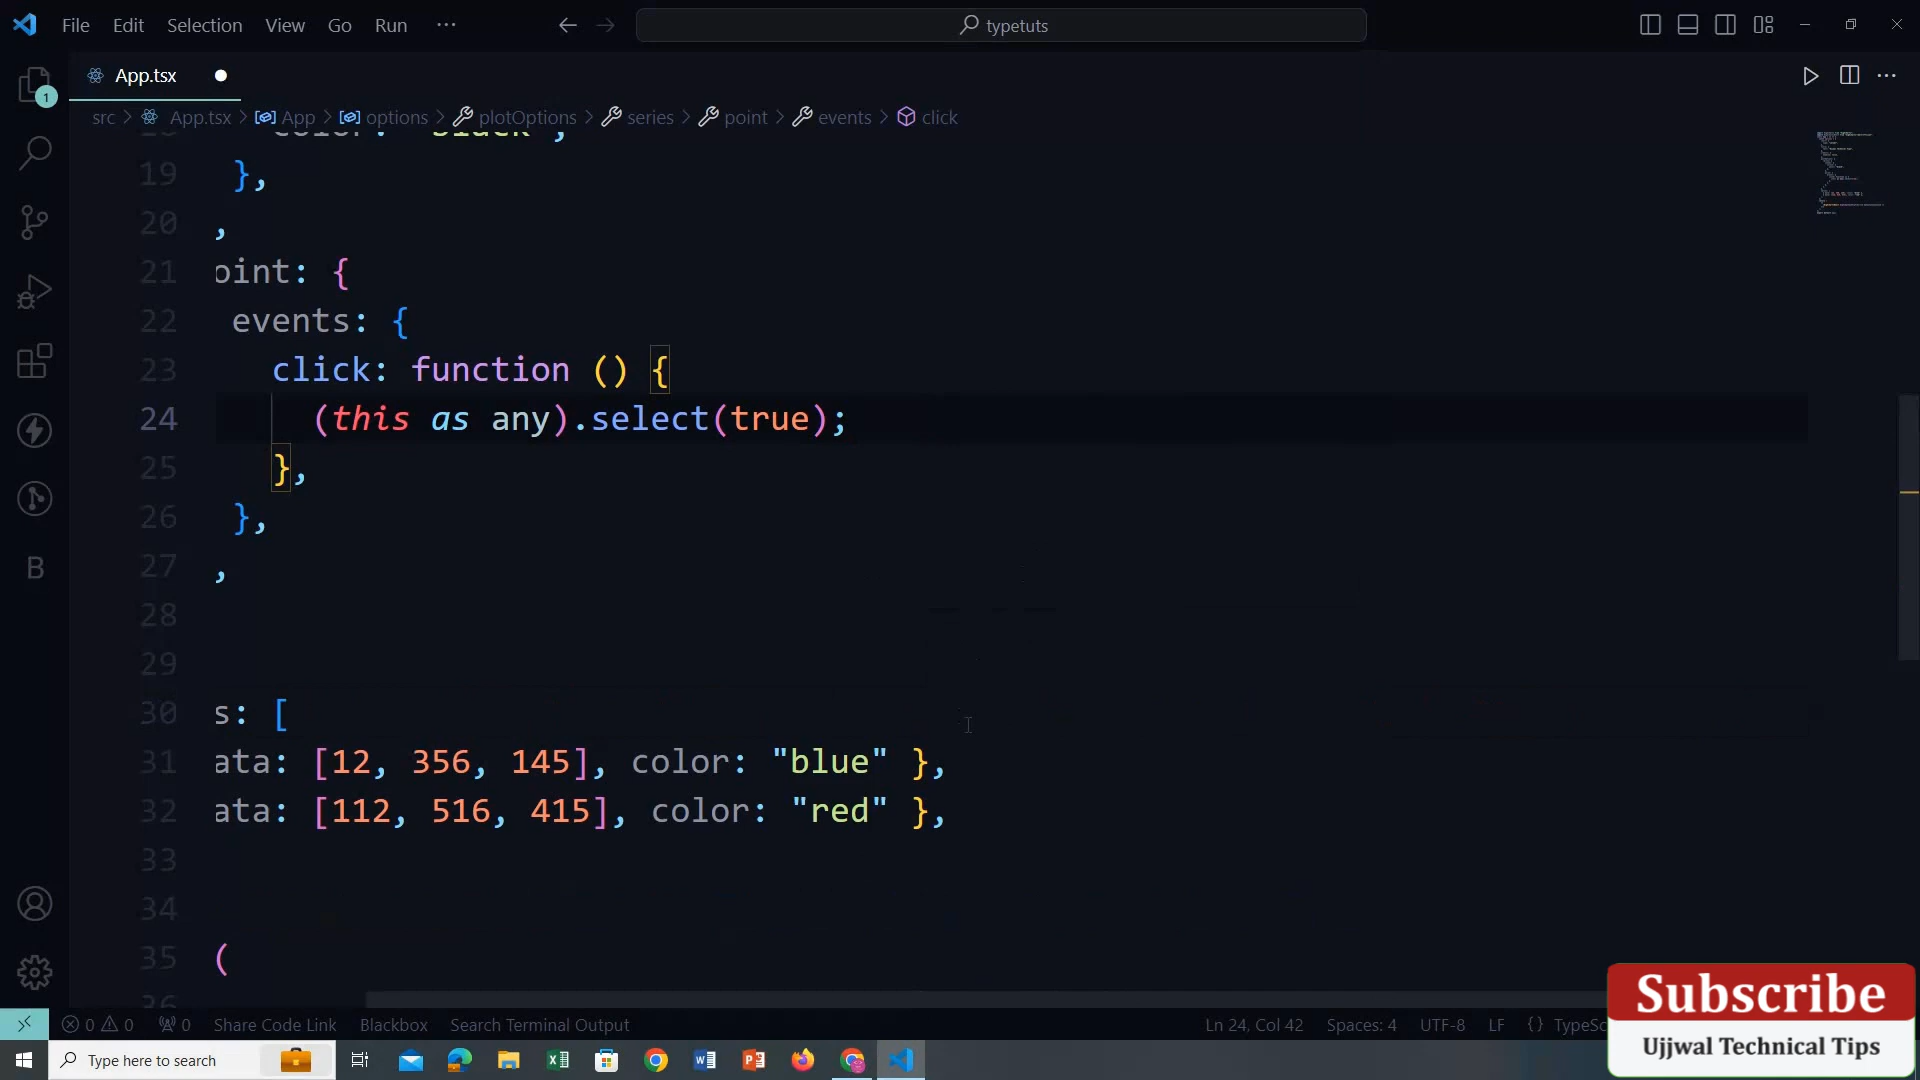 File Edit Selection View Go Run ··· typetuts
App.tsx
1
src > App.tsx > App > options > plotOptions > series > point > events > click
19 },
20 ,
21 oint: {
22 events: {
23 click: function () {
24 (this as any).select(true);
25 },
26 },
27 ,
28
29
30 s: [
31 ata: [12, 356, 145], color: "blue" },
32 ata: [112, 516, 415], color: "red" },
33
34
35 (
36
B
Subscribe
Ujjwal Technical Tips
0 0 0 Share Code Link Blackbox Search Terminal Output Ln 24, Col 42 Spaces: 4 UTF-8 LF {} TypeSc
Type here to search